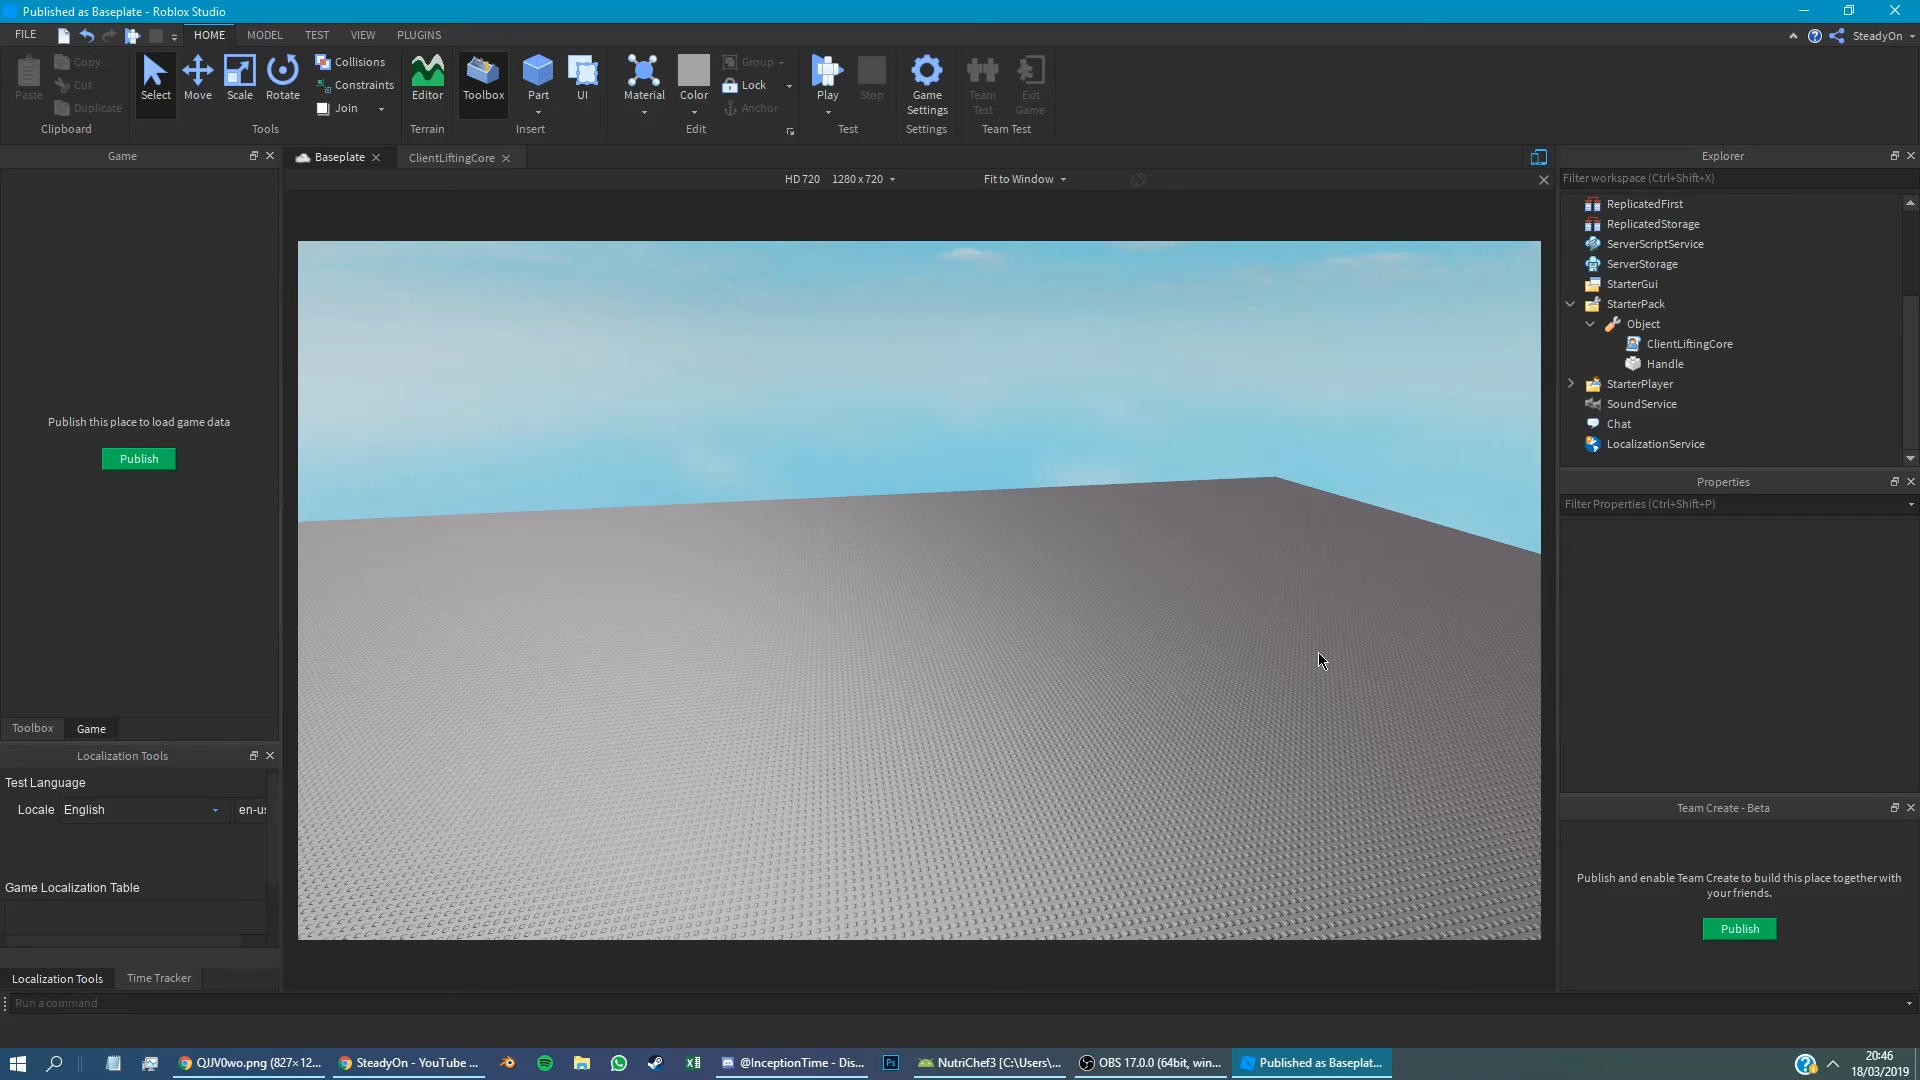 Published as Baseplate - Roblox Studio
FILE
HOME
MODEL
TEST
VIEW
PLUGINS
SteadyOn
Paste
Copy
Cut
Duplicate
Clipboard
Select
Move
Scale
Rotate
Collisions
Constraints
Join
Tools
Editor
Terrain
Toolbox
Part
UI
Insert
Material
Color
Group
Lock
Anchor
Edit
Play
Stop
Test
Game
Settings
Settings
Team
Test
Exit
Game
Team Test
Game
Publish this place to load game data
Publish
Toolbox
Game
Localization Tools
Test Language
Locale
English
en-us
Game Localization Table
Localization Tools
Time Tracker
Run a command
Baseplate
ClientLiftingCore
HD 720
1280 x 720
Fit to Window
Explorer
Filter workspace (Ctrl+Shift+X)
ReplicatedFirst
ReplicatedStorage
ServerScriptService
ServerStorage
StarterGui
StarterPack
Object
ClientLiftingCore
Handle
StarterPlayer
SoundService
Chat
LocalizationService
Properties
Filter Properties (Ctrl+Shift+P)
Team Create - Beta
Publish and enable Team Create to build this place together with
your friends.
Publish
QJJV0wo.png (827×12...
SteadyOn - YouTube ...
Ps
@InceptionTime - Dis...
NutriChef3 [C:\Users\...
OBS 17.0.0 (64bit, win...
Published as Baseplat...
20:46
18/03/2019